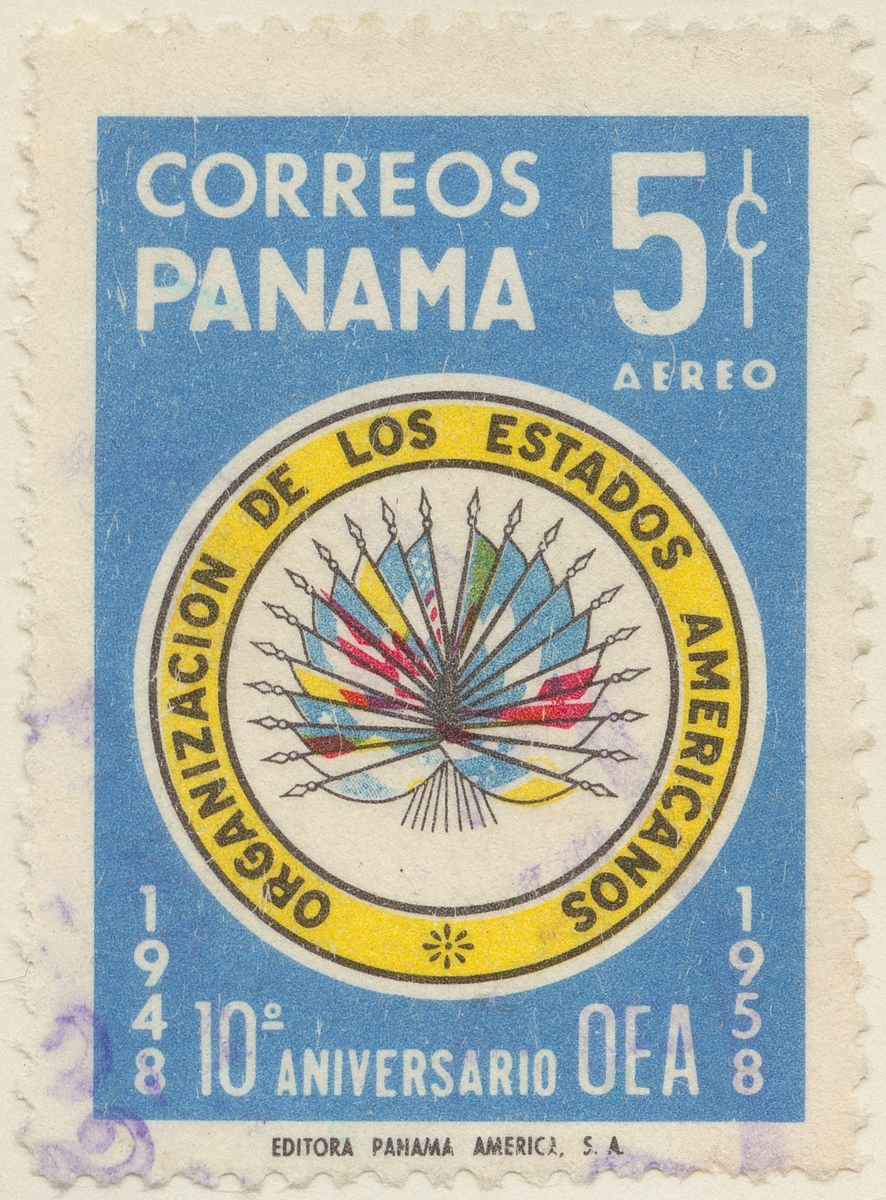 CORREOS
PANAMA
5¢
AEREO
ORGANIZACION DE LOS ESTADOS AMERICANOS
1948
1958
10º ANIVERSARIO OEA
EDITORA PANAMA AMERICA, S. A.